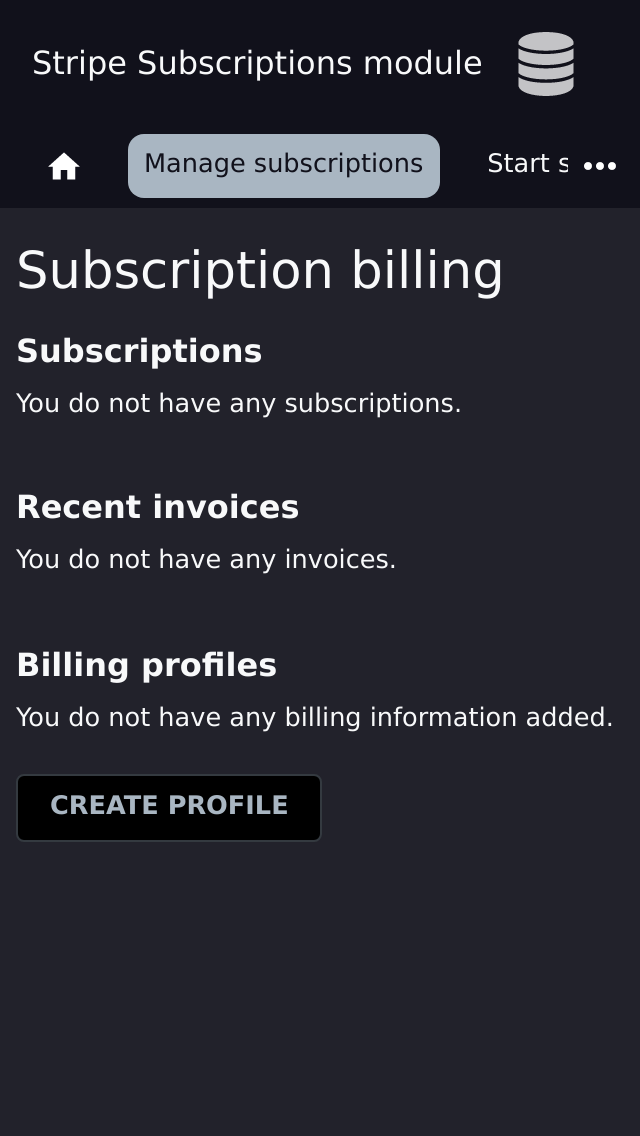 Stripe Subscriptions module
Manage subscriptions
Start s
Subscription billing
Subscriptions
You do not have any subscriptions.
Recent invoices
You do not have any invoices.
Billing profiles
You do not have any billing information added.
CREATE PROFILE